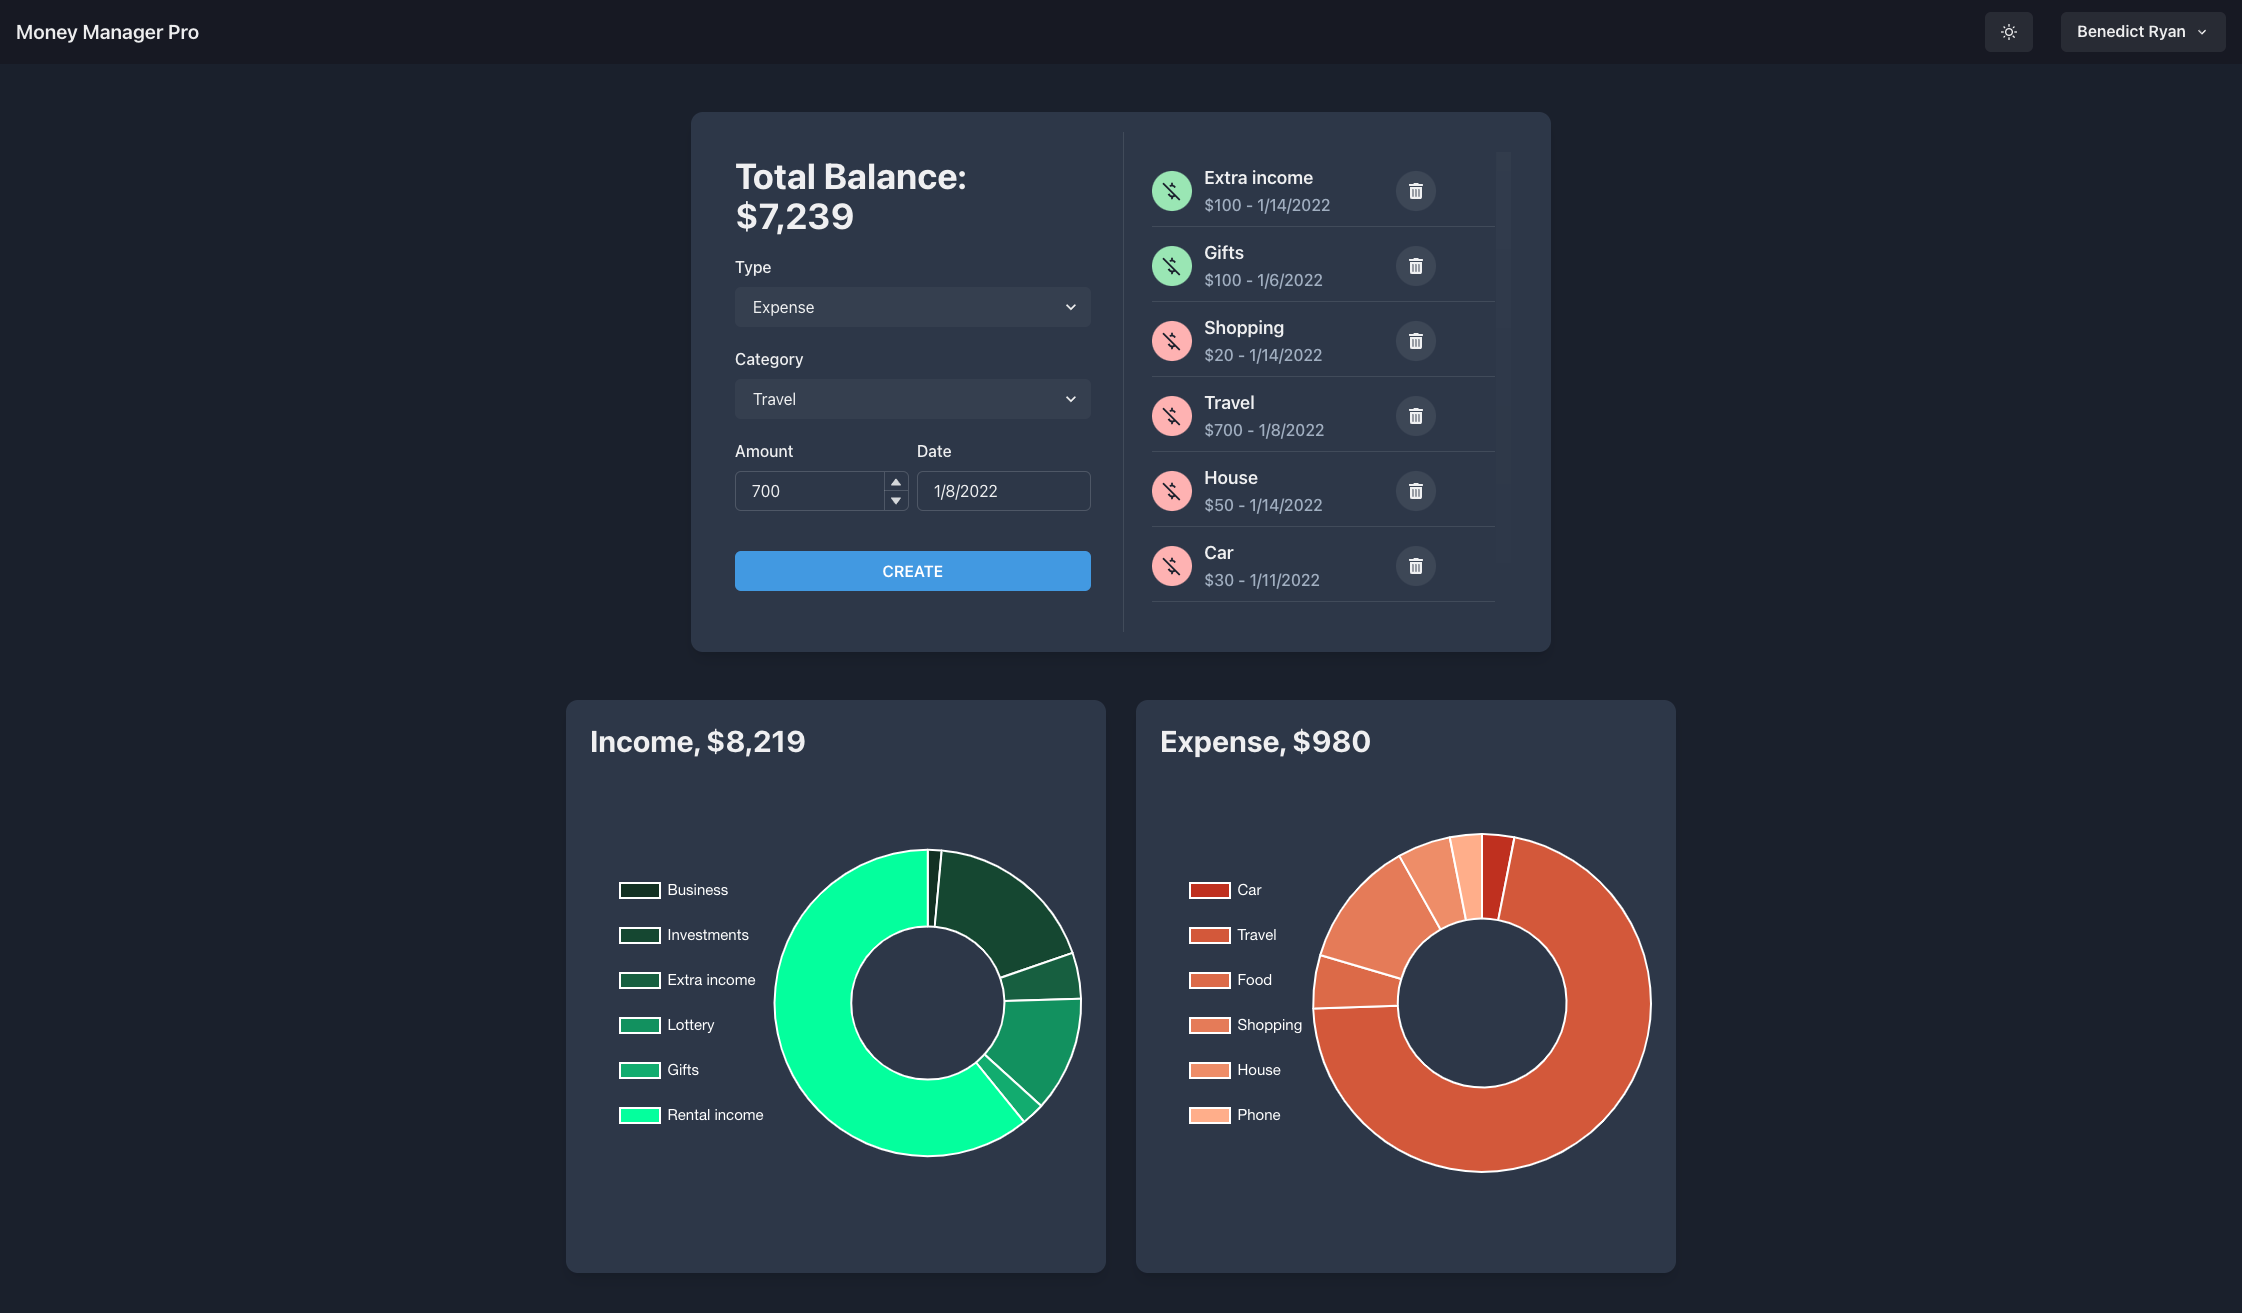 Money Manager Pro
Benedict Ryan
Total Balance:
$7,239
Type
Expense
Category
Travel
Amount
Date
700
1/8/2022
CREATE
Extra income
$100 - 1/14/2022
Gifts
$100 - 1/6/2022
Shopping
$20 - 1/14/2022
Travel
$700 - 1/8/2022
House
$50 - 1/14/2022
Car
$30 - 1/11/2022
Income, $8,219
Business
Investments
Extra income
Lottery
Gifts
Rental income
Expense, $980
Car
Travel
Food
Shopping
House
Phone